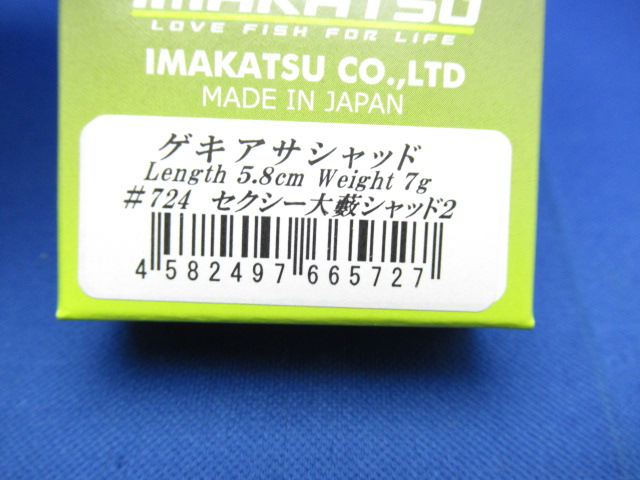 IMAKATSU
LOVE FISH FOR LIFE
IMAKATSU CO.,LTD
MADE IN JAPAN
ゲキアサシャッド
Length 5.8cm Weight 7g
#724 セクシー大藪シャッド2
4 582497 665727